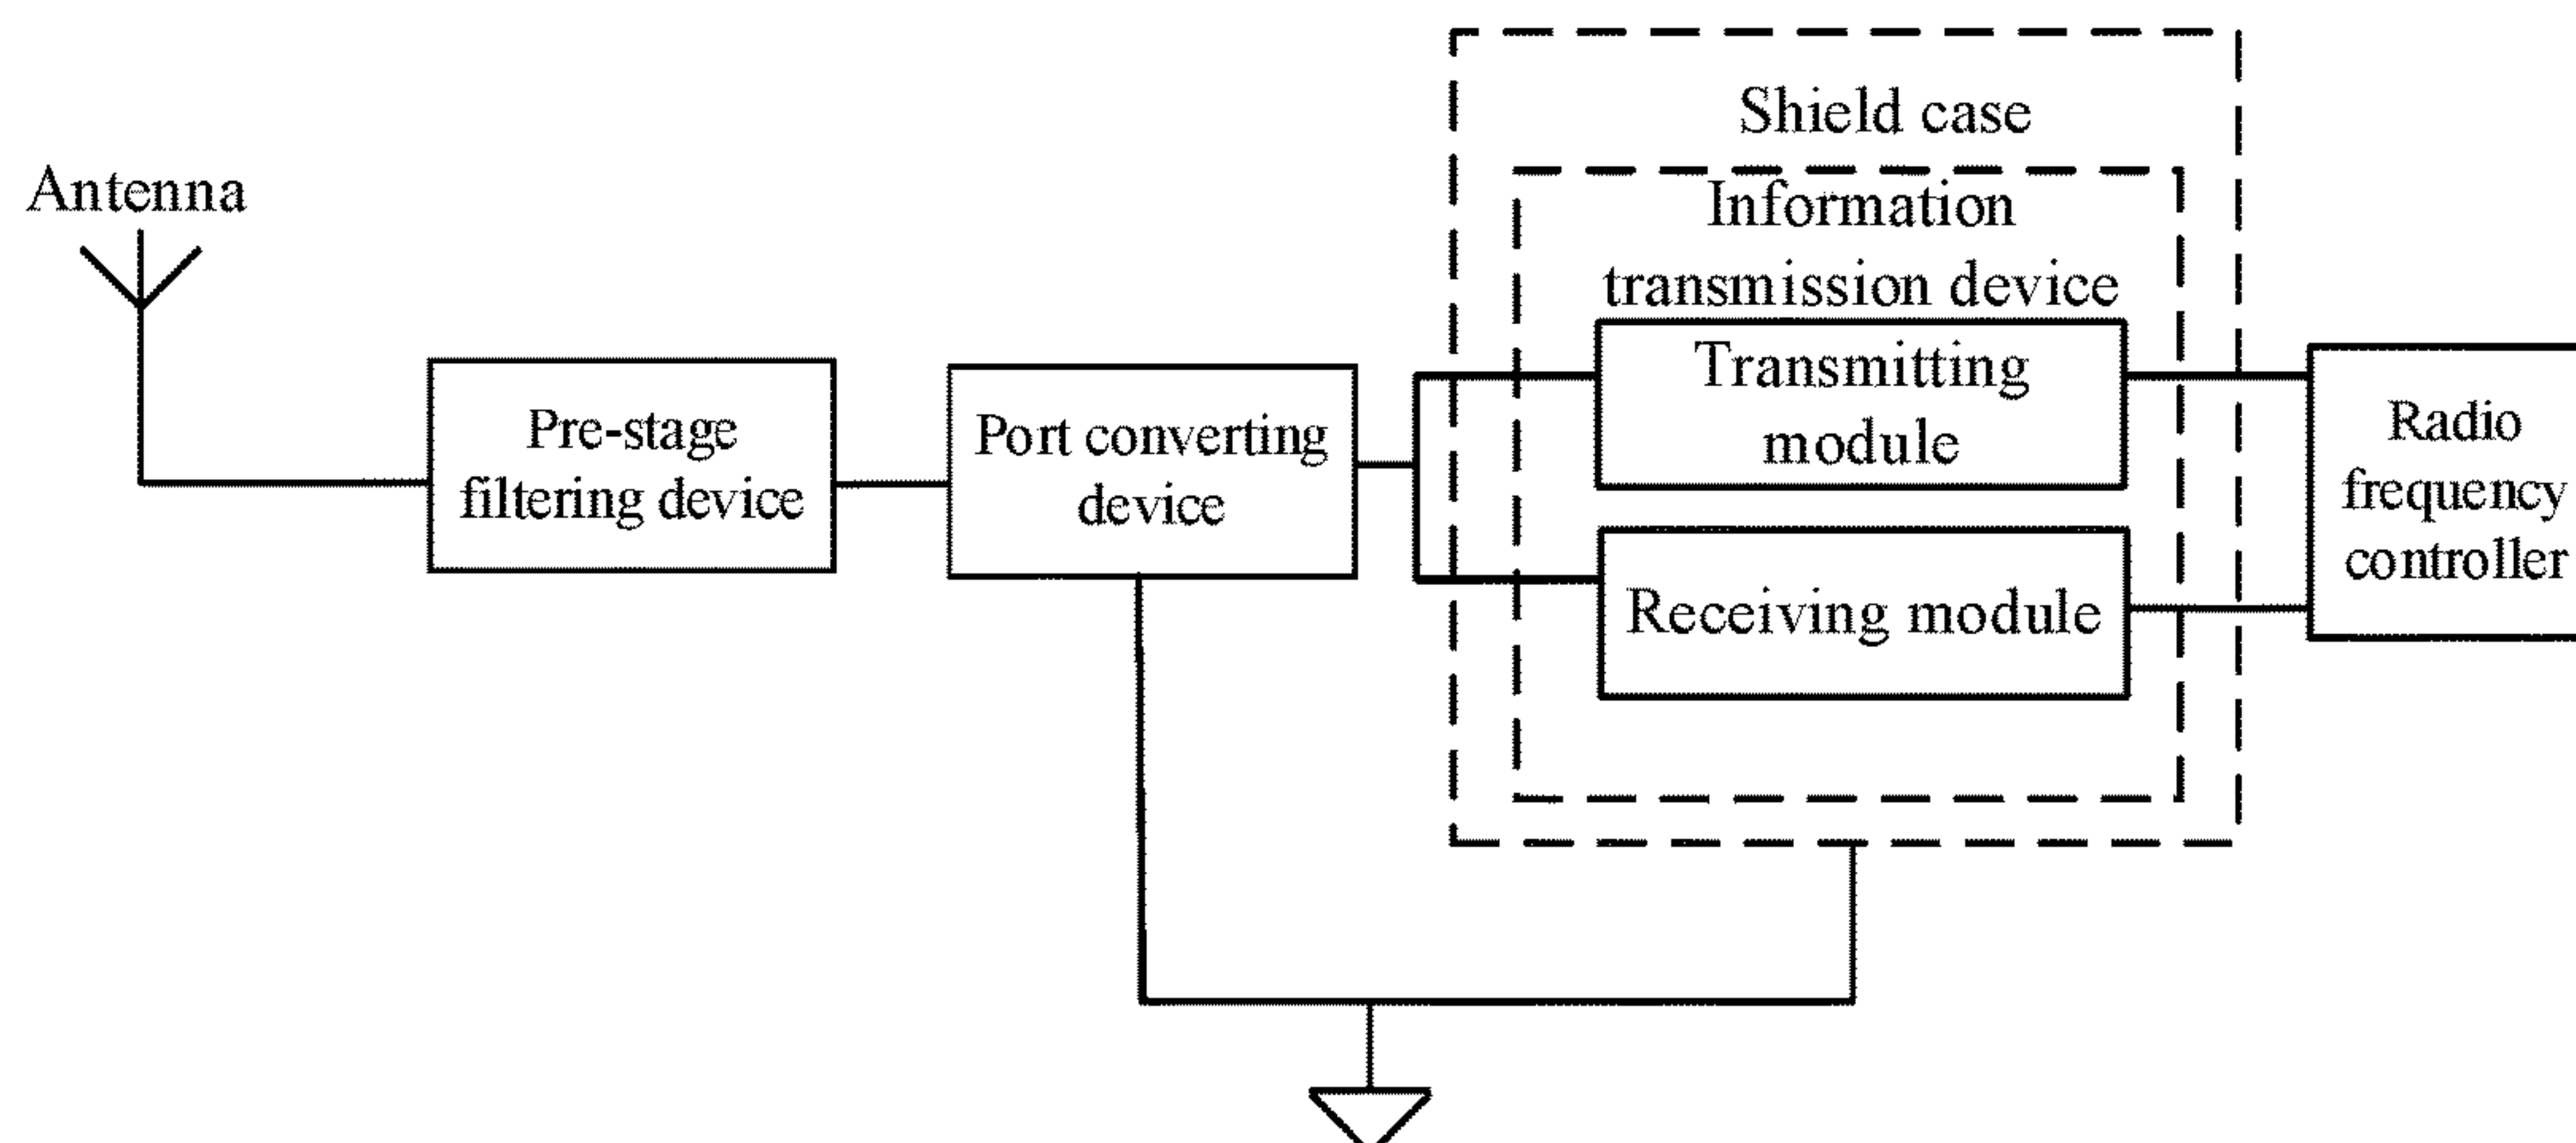 Antenna
Pre-stage
filtering device
Port converting
device
Shield case
Information
transmission device
Transmitting
module
Receiving module
Radio
frequency
controller